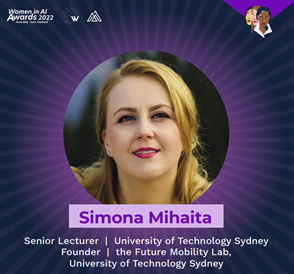 Women in AI
Awards 2022
Australia - New Zealand
W
Simona Mihaita
Senior Lecturer | University of Technology Sydney
Founder | the Future Mobility Lab,
University of Technology Sydney